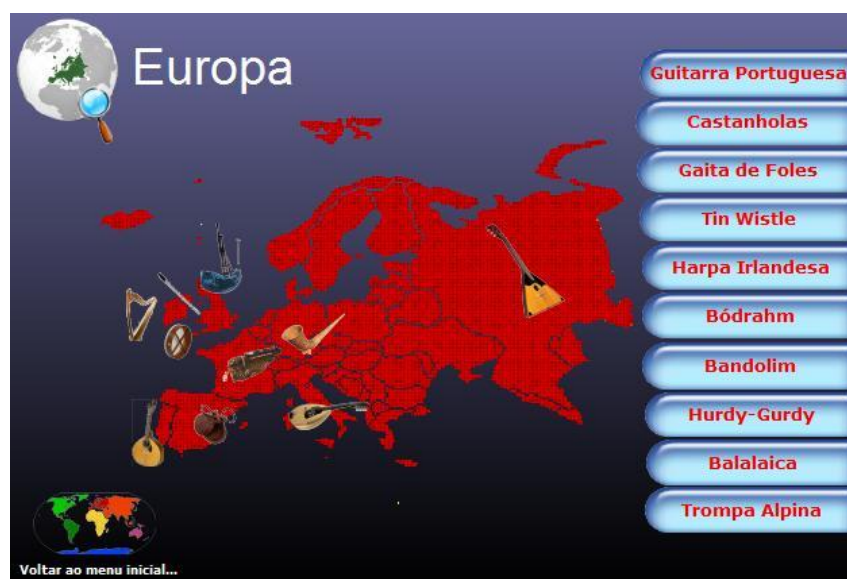 Europa
Guitarra Portuguesa
Castanholas
Gaita de Foles
Tin Wistle
Harpa Irlandesa
Bódrahm
Bandolim
Hurdy-Gurdy
Balalaica
Trompa Alpina
Voltar ao menu inicial...